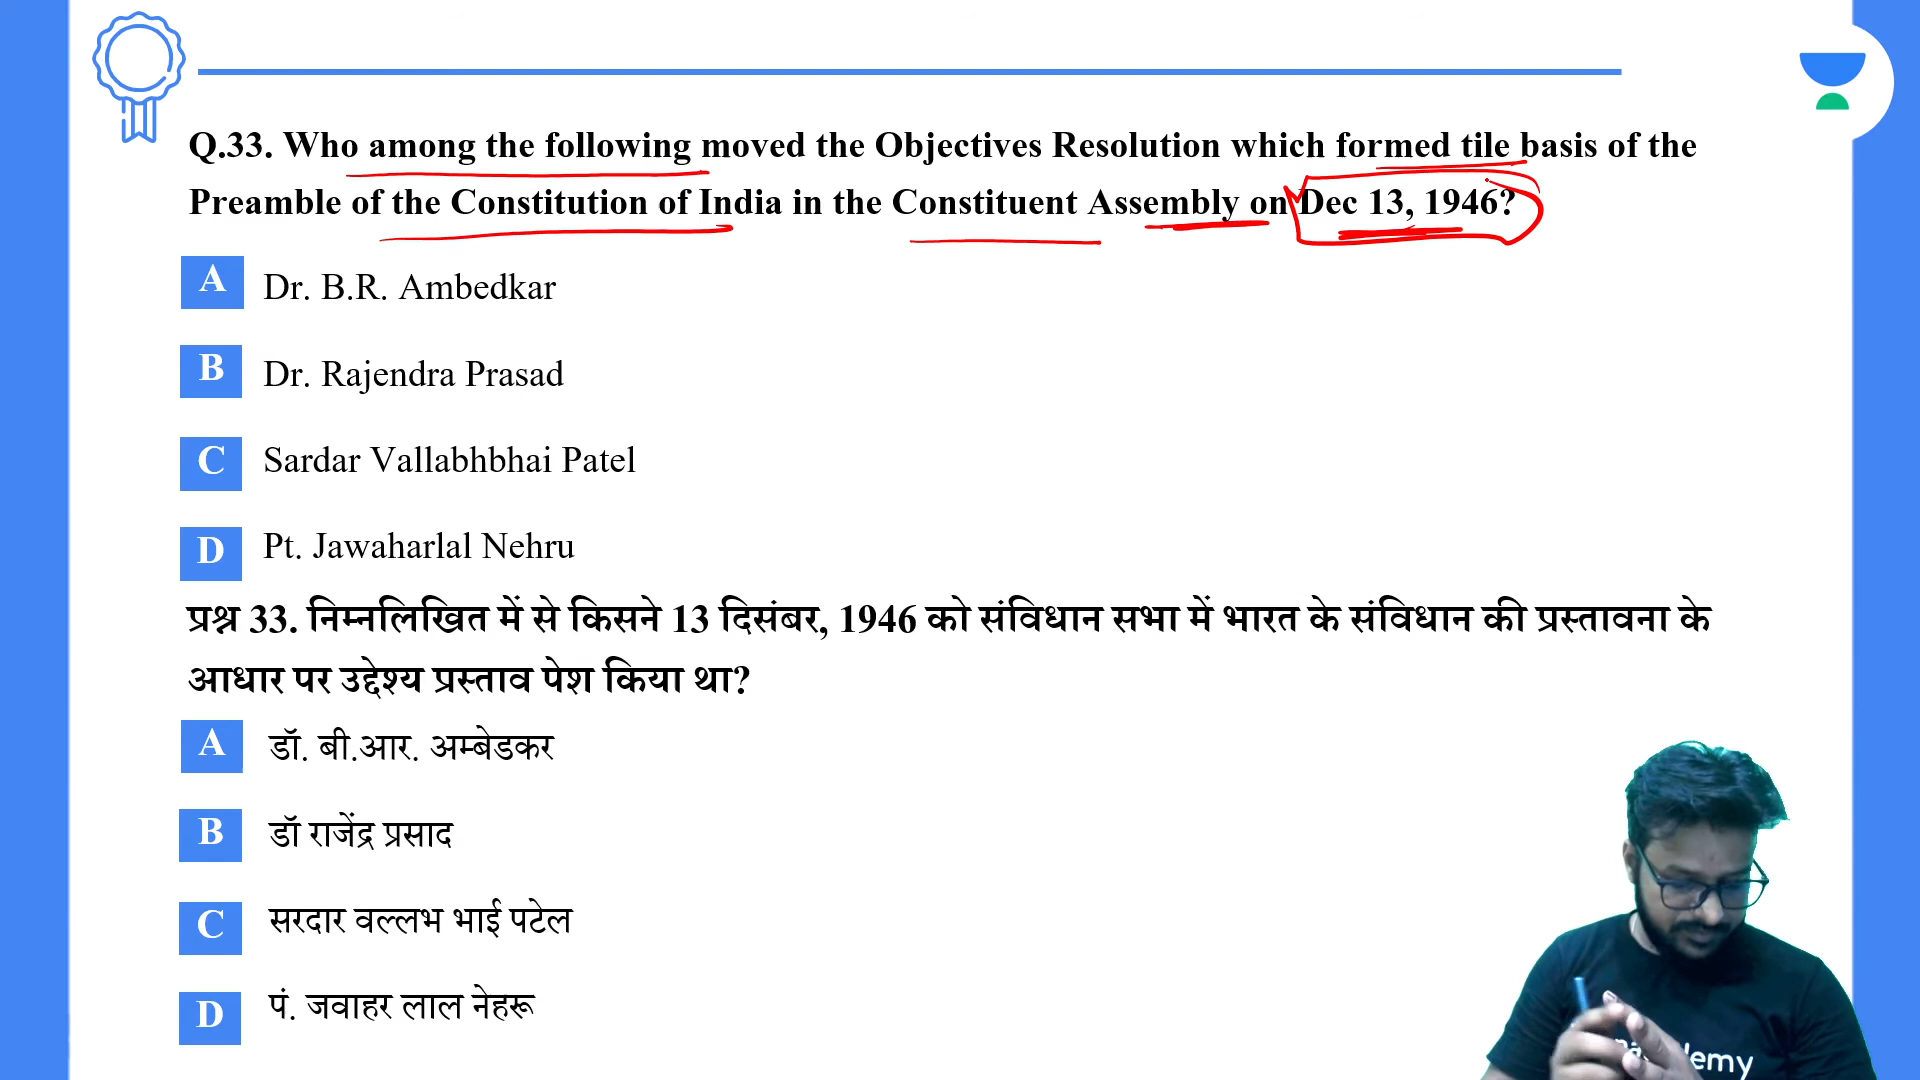 Q.33. Who among the following moved the Objectives Resolution which formed tile basis of the
Preamble of the Constitution of India in the Constituent Assembly on Dec 13, 1946?
A Dr. B.R. Ambedkar
B Dr. Rajendra Prasad
C Sardar Vallabhbhai Patel
D Pt. Jawaharlal Nehru
प्रश्न 33. निम्नलिखित में से किसने 13 दिसंबर, 1946 को संविधान सभा में भारत के संविधान की प्रस्तावना के
आधार पर उद्देश्य प्रस्ताव पेश किया था?
A डॉ. बी.आर. अम्बेडकर
B डॉ राजेंद्र प्रसाद
C सरदार वल्लभ भाई पटेल
D पं. जवाहर लाल नेहरू